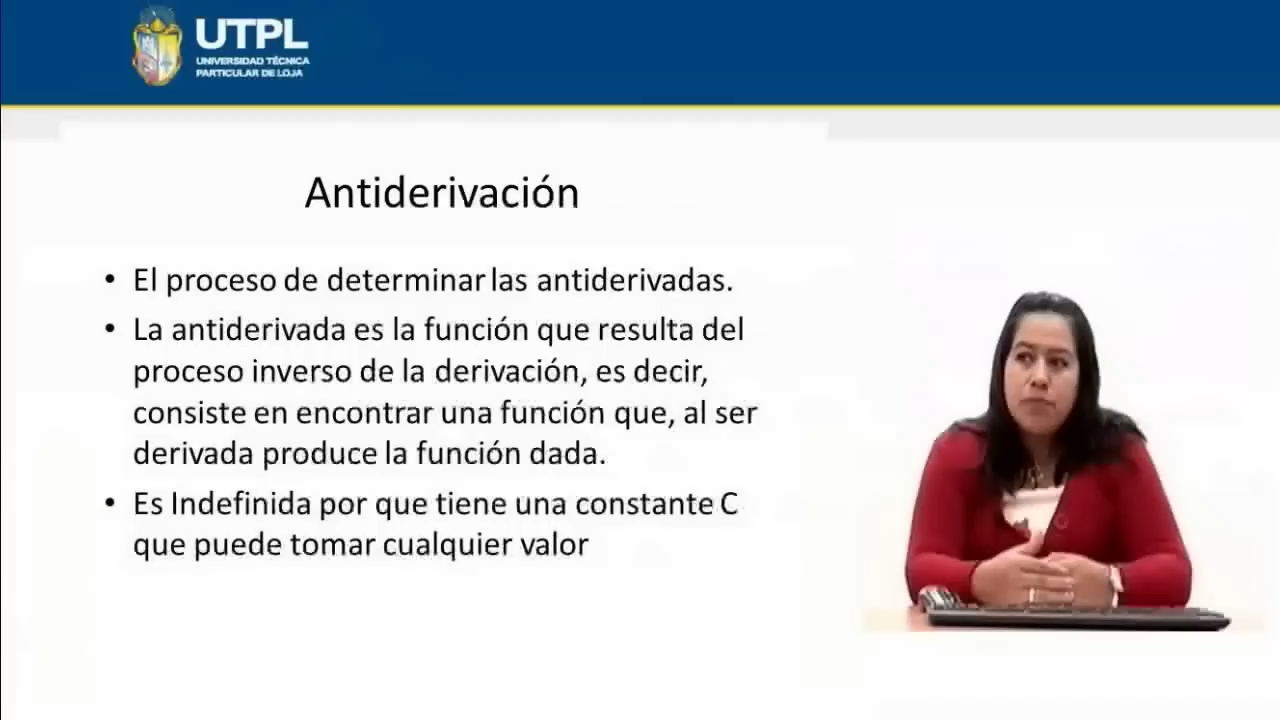 UTPL
UNIVERSIDAD TÉCNICA
PARTICULAR DE LOJA
Antiderivación
• El proceso de determinar las antiderivadas.
• La antiderivada es la función que resulta del
proceso inverso de la derivación, es decir,
consiste en encontrar una función que, al ser
derivada produce la función dada.
• Es Indefinida por que tiene una constante C
que puede tomar cualquier valor